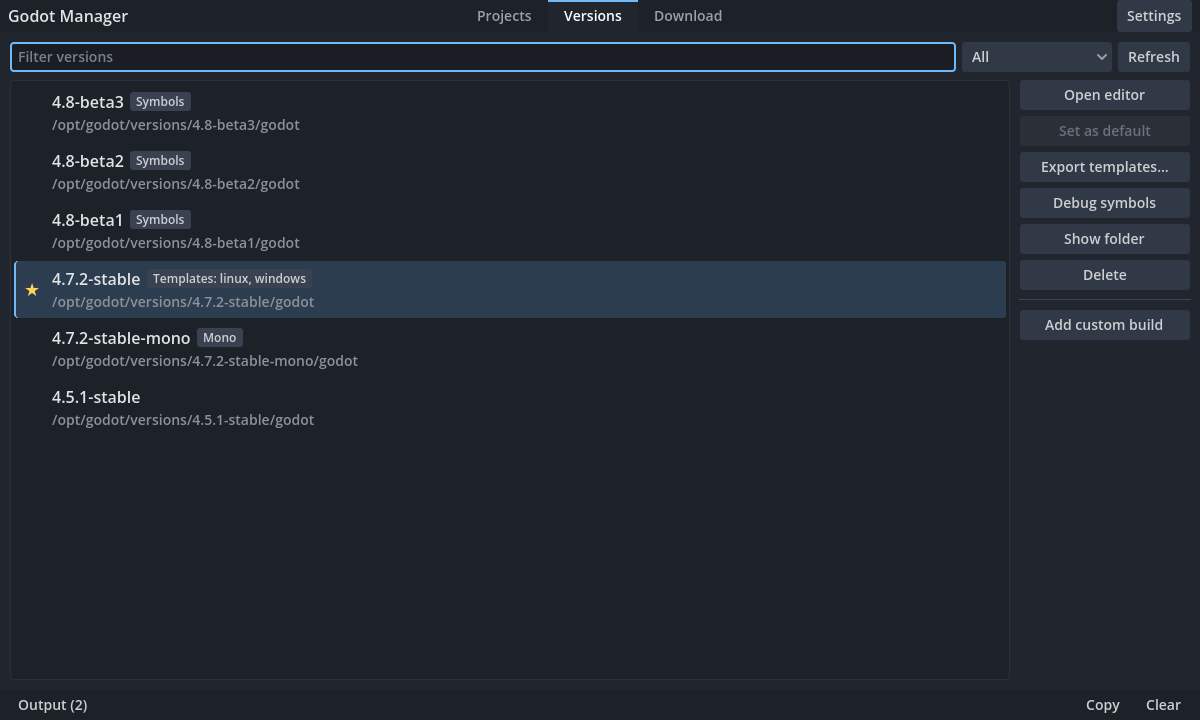 Godot Manager
Projects
Versions
Download
Settings
Filter versions
All
Refresh
4.8-beta3 Symbols
/opt/godot/versions/4.8-beta3/godot
4.8-beta2 Symbols
/opt/godot/versions/4.8-beta2/godot
4.8-beta1 Symbols
/opt/godot/versions/4.8-beta1/godot
4.7.2-stable Templates: linux, windows
/opt/godot/versions/4.7.2-stable/godot
4.7.2-stable-mono Mono
/opt/godot/versions/4.7.2-stable-mono/godot
4.5.1-stable
/opt/godot/versions/4.5.1-stable/godot
Open editor
Set as default
Export templates...
Debug symbols
Show folder
Delete
Add custom build
Output (2)
Copy
Clear